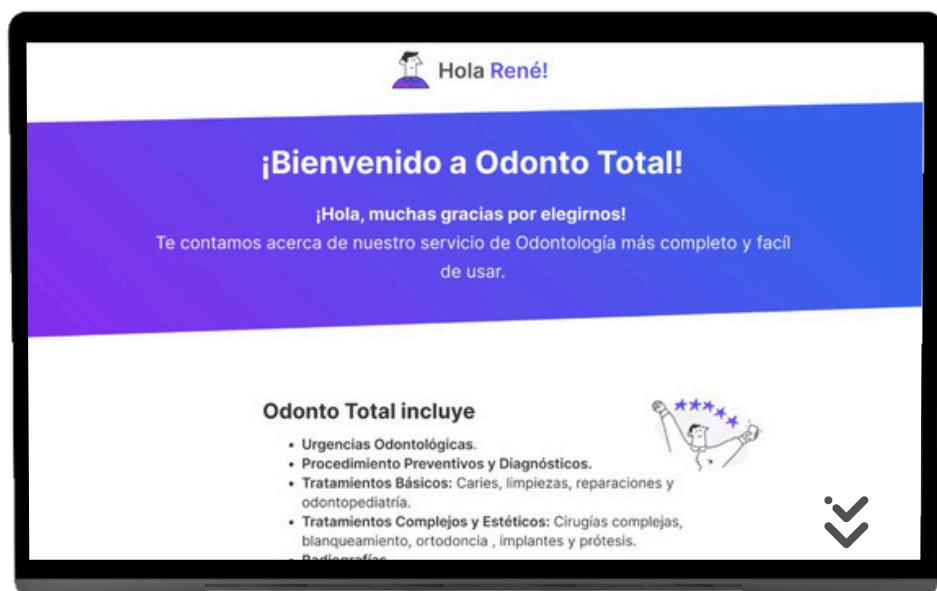 Hola René!
¡Bienvenido a Odonto Total!
¡Hola, muchas gracias por elegirnos!
Te contamos acerca de nuestro servicio de Odontología más completo y facíl
de usar.
Odonto Total incluye
• Urgencias Odontológicas.
• Procedimiento Preventivos y Diagnósticos.
• Tratamientos Básicos: Caries, limpiezas, reparaciones y
odontopediatría.
• Tratamientos Complejos y Estéticos: Cirugías complejas,
blanqueamiento, ortodoncia , implantes y prótesis.
• Radiografías